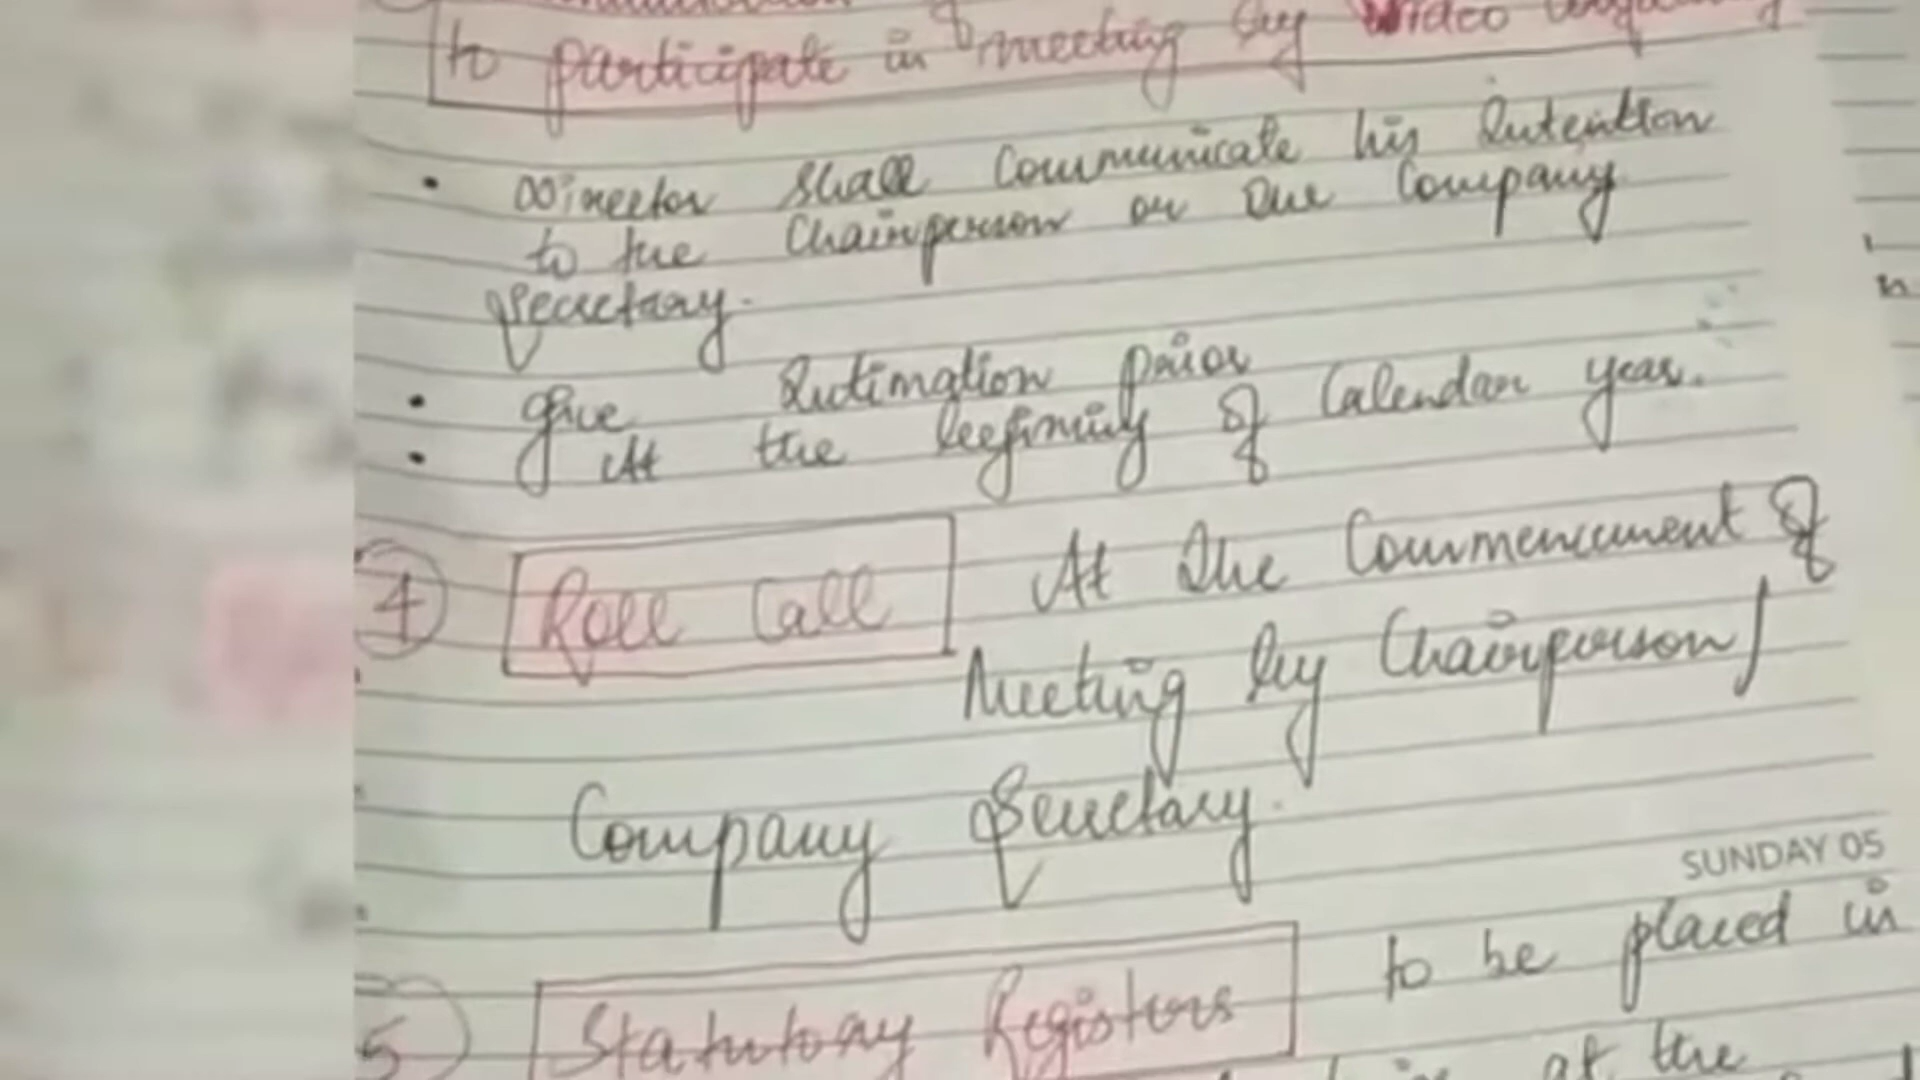 to participate in meeting by Video
• Director shall Communicate his Intention
to the Chairperson or the Company
Secretary.
• give Intimation prior
• At the beginning of Calendar year.
4 Roll Call At the Commencement of
Meeting by Chairperson/
Company Secretary.
SUNDAY 05
5 Statutory Registers to be placed in
at the